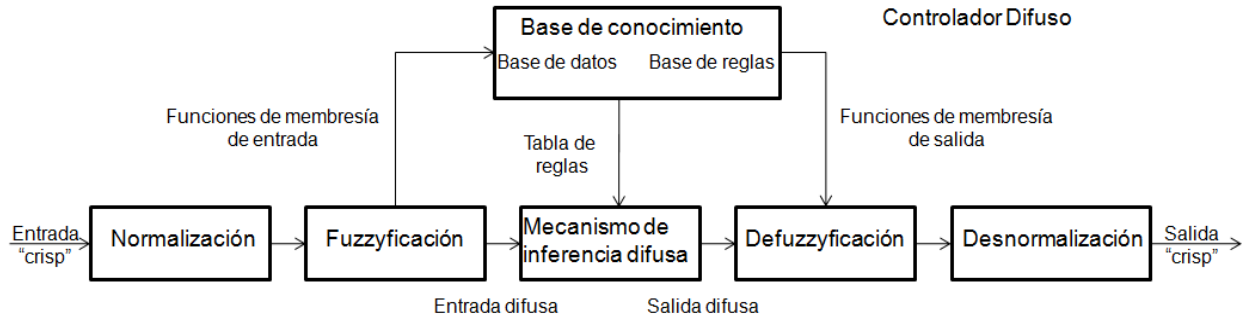 Controlador Difuso
Base de conocimiento
Base de datos
Base de reglas
Funciones de membresía
de entrada
Tabla de
reglas
Funciones de membresía
de salida
Entrada
"crisp"
Normalización
Fuzzyficación
Mecanismo de
inferencia difusa
Defuzzyficación
Desnormalización
Salida
"crisp"
Entrada difusa
Salida difusa